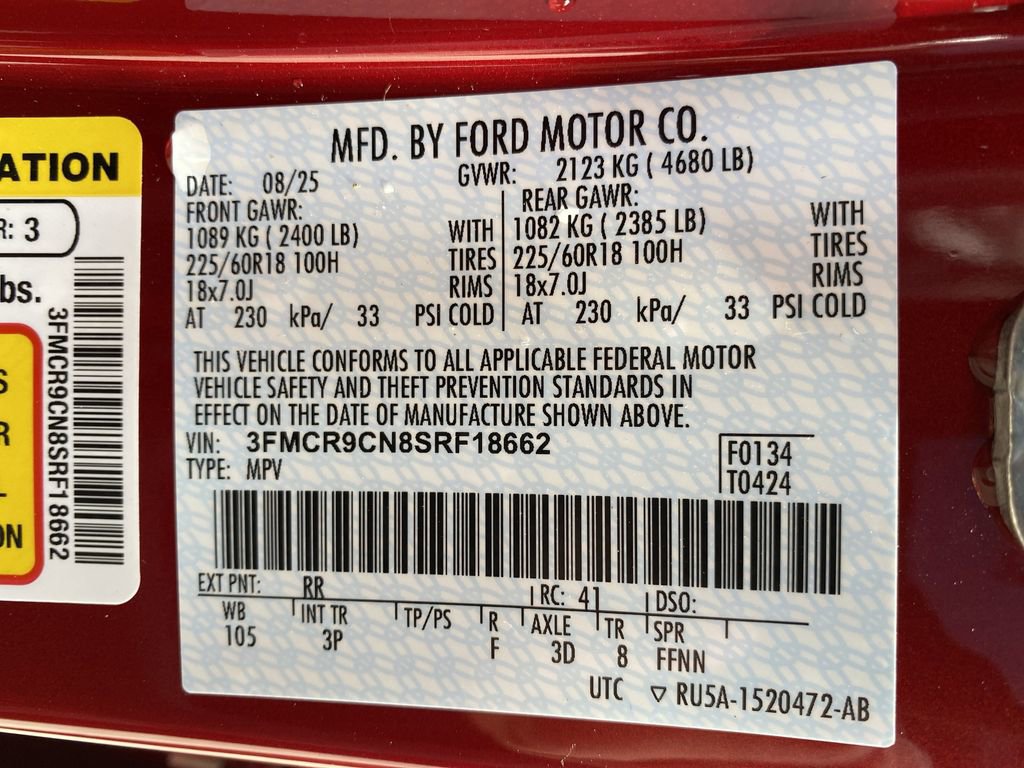 ATION
R: 3
bs.
3FMCR9CN8SRF18662
S
R
ON
MFD. BY FORD MOTOR CO.
DATE: 08/25 GVWR: 2123 KG ( 4680 LB)
FRONT GAWR: REAR GAWR:
1089 KG ( 2400 LB) WITH 1082 KG ( 2385 LB) WITH
225/60R18 100H TIRES 225/60R18 100H TIRES
18x7.0J RIMS 18x7.0J RIMS
AT 230 kPa/ 33 PSI COLD AT 230 kPa/ 33 PSI COLD
THIS VEHICLE CONFORMS TO ALL APPLICABLE FEDERAL MOTOR
VEHICLE SAFETY AND THEFT PREVENTION STANDARDS IN
EFFECT ON THE DATE OF MANUFACTURE SHOWN ABOVE.
VIN: 3FMCR9CN8SRF18662
TYPE: MPV
F0134
T0424
EXT PNT: RR RC: 41 DSO:
WB INT TR TP/PS R AXLE TR SPR
105 3P F 3D 8 FFNN
UTC ▽ RU5A-1520472-AB